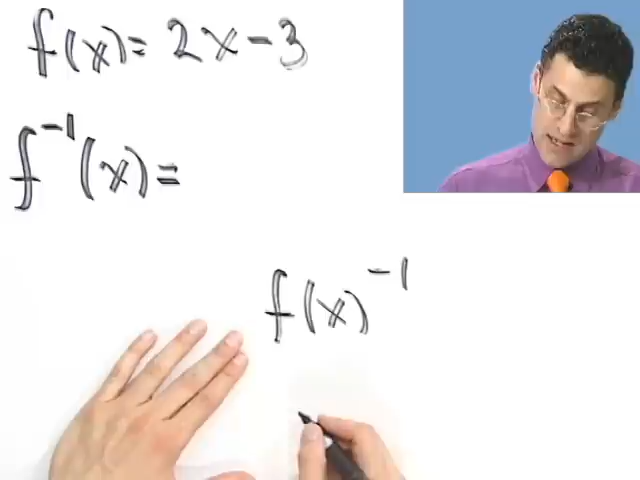 f(x) = 2x - 3
f⁻¹(x) =
f(x)⁻¹